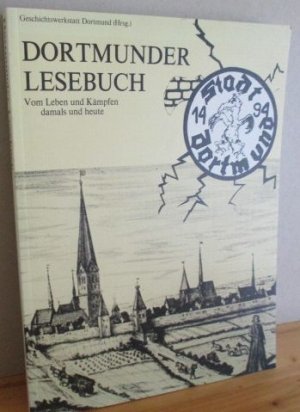 Geschichtswerkstatt Dortmund (Hrsg.)
DORTMUNDER
LESEBUCH
Vom Leben und Kämpfen
damals und heute
Stadt
14 94
dortmund